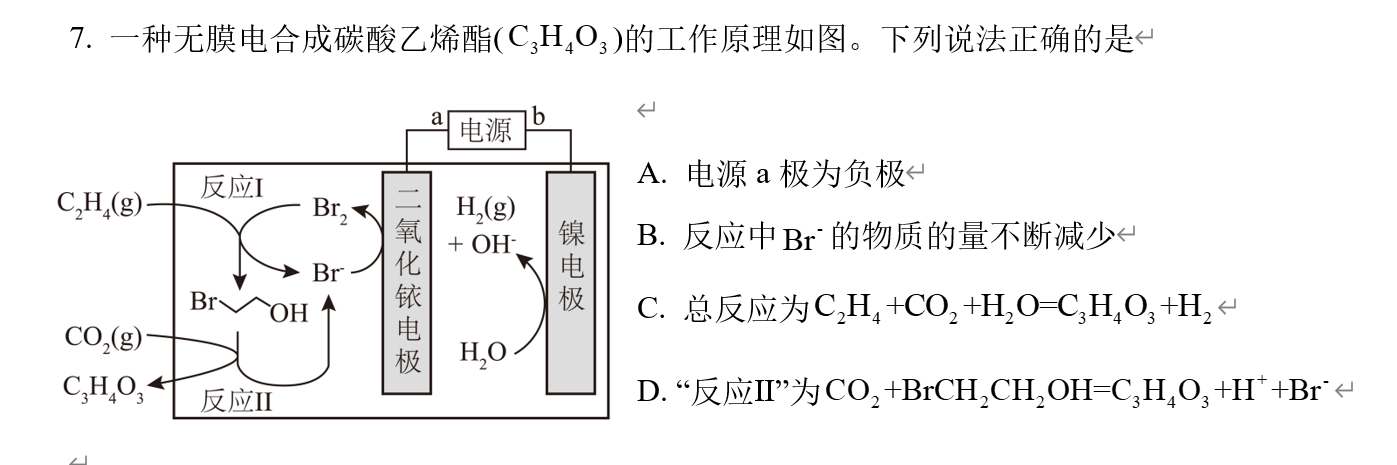 7. 一种无膜电合成碳酸乙烯酯(C₃H₄O₃)的工作原理如图。下列说法正确的是↵
↵
a
电源
b
反应I
C₂H₄(g)
Br₂
Br⁻
Br
OH
CO₂(g)
C₃H₄O₃
反应II
二氧化铱电极
H₂(g)
+ OH⁻
H₂O
镍电极
A. 电源 a 极为负极↵
B. 反应中 Br⁻ 的物质的量不断减少↵
C. 总反应为 C₂H₄+CO₂+H₂O=C₃H₄O₃+H₂↵
D. “反应II”为 CO₂+BrCH₂CH₂OH=C₃H₄O₃+H⁺+Br⁻↵
↵